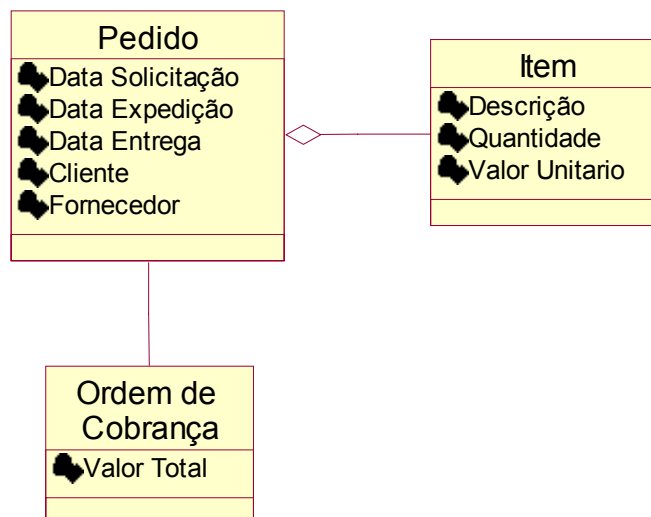 Pedido
Data Solicitação
Data Expedição
Data Entrega
Cliente
Fornecedor
Item
Descrição
Quantidade
Valor Unitario
Ordem de
Cobrança
Valor Total